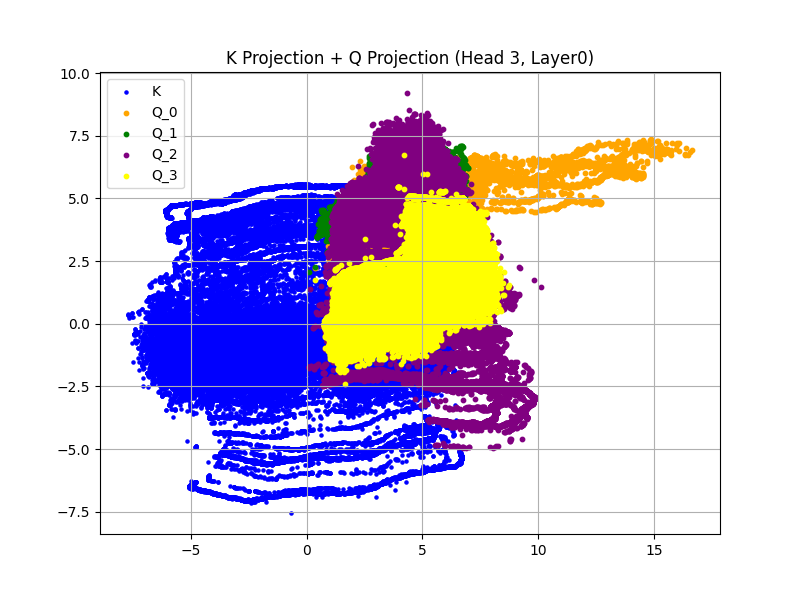 K Projection + Q Projection (Head 3, Layer0)
10.0
7.5
5.0
2.5
0.0
−2.5
−5.0
−7.5
K
Q_0
Q_1
Q_2
Q_3
−5 0 5 10 15